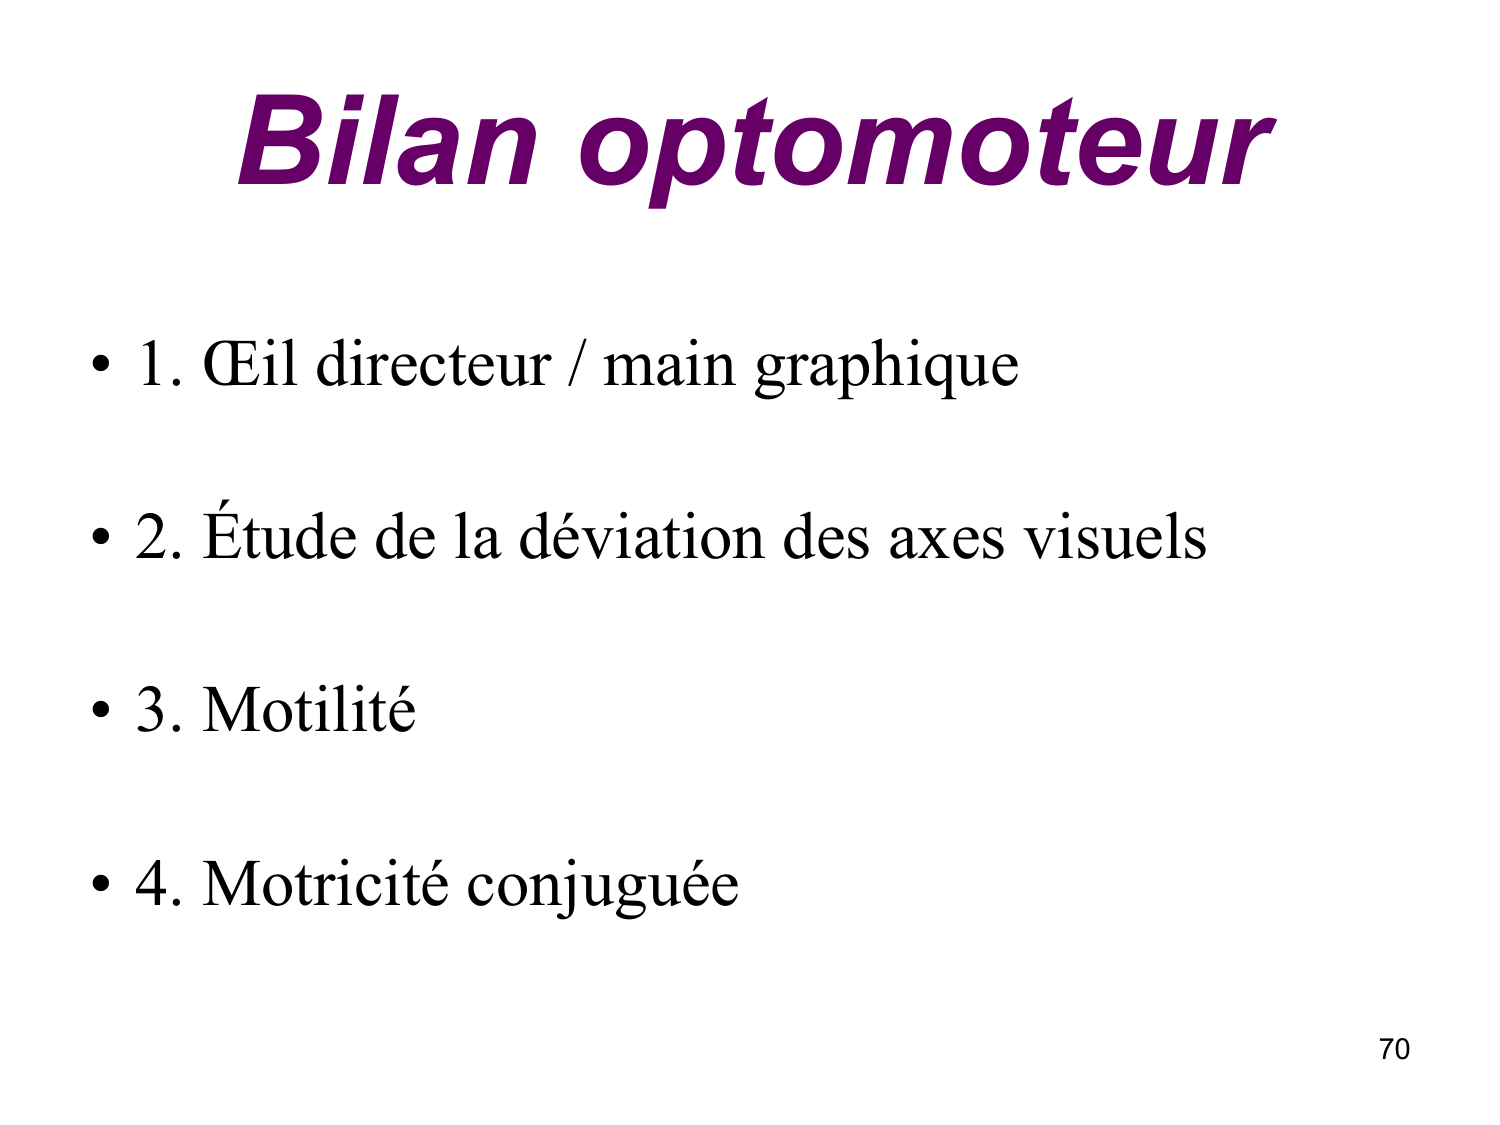 Bilan optomoteur
• 1. Œil directeur / main graphique
• 2. Étude de la déviation des axes visuels
• 3. Motilité
• 4. Motricité conjuguée
70